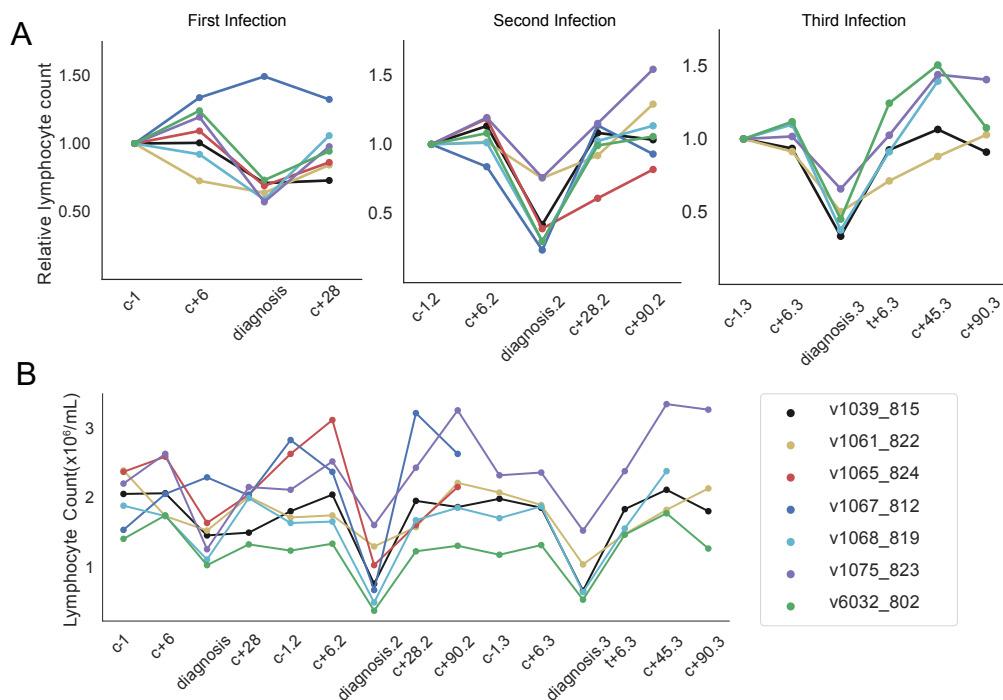 A
First Infection
Second Infection
Third Infection
Relative lymphocyte count
1.50
1.00
0.50
c-1
c+6
diagnosis
c+28
1.5
1.0
0.5
c-1.2
c+6.2
diagnosis.2
c+28.2
c+90.2
1.5
1.0
0.5
c-1.3
c+6.3
diagnosis.3
t+6.3
c+45.3
c+90.3
B
Lymphocyte Count(x10⁶/mL)
3
2
1
c-1
c+6
diagnosis
c+28
c-1.2
c+6.2
diagnosis.2
c+28.2
c+90.2
c-1.3
c+6.3
diagnosis.3
t+6.3
c+45.3
c+90.3
v1039_815
v1061_822
v1065_824
v1067_812
v1068_819
v1075_823
v6032_802